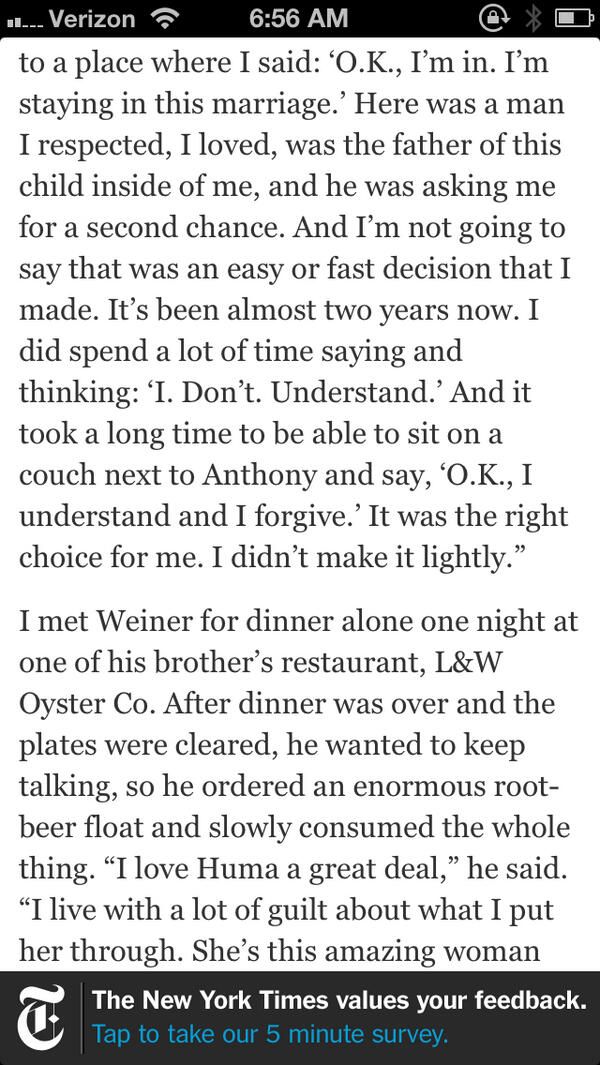 Verizon 6:56 AM
to a place where I said: ‘O.K., I’m in. I’m
staying in this marriage.’ Here was a man
I respected, I loved, was the father of this
child inside of me, and he was asking me
for a second chance. And I’m not going to
say that was an easy or fast decision that I
made. It’s been almost two years now. I
did spend a lot of time saying and
thinking: ‘I. Don’t. Understand.’ And it
took a long time to be able to sit on a
couch next to Anthony and say, ‘O.K., I
understand and I forgive.’ It was the right
choice for me. I didn’t make it lightly.”
I met Weiner for dinner alone one night at
one of his brother’s restaurant, L&W
Oyster Co. After dinner was over and the
plates were cleared, he wanted to keep
talking, so he ordered an enormous root-
beer float and slowly consumed the whole
thing. “I love Huma a great deal,” he said.
“I live with a lot of guilt about what I put
her through. She’s this amazing woman
T
The New York Times values your feedback.
Tap to take our 5 minute survey.